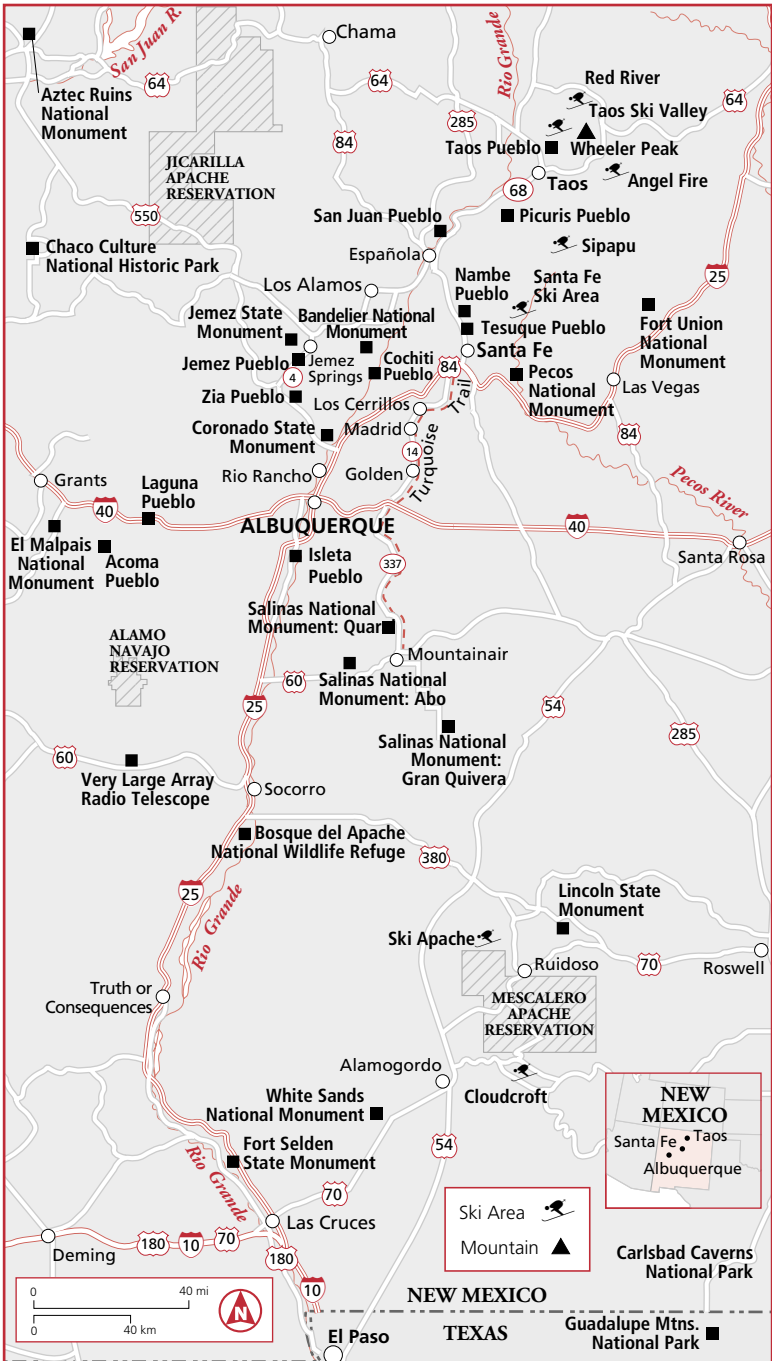 San Juan R.
Chama
Rio Grande
Red River
64
Aztec Ruins
National
Monument
64
285
Taos Ski Valley
64
84
Taos Pueblo
Wheeler Peak
JICARILLA
APACHE
RESERVATION
Taos
Angel Fire
68
550
San Juan Pueblo
Picuris Pueblo
Chaco Culture
National Historic Park
Española
Sipapu
25
Los Alamos
Nambe
Pueblo
Santa Fe
Ski Area
Jemez State
Monument
Bandelier National
Monument
Tesuque Pueblo
Fort Union
National
Monument
Jemez Pueblo
Jemez
Springs
Cochiti
Pueblo
Santa Fe
4
84
Pecos
National
Monument
Las Vegas
Zia Pueblo
Los Cerrillos
Trail
Coronado State
Monument
Madrid
84
14
Turquoise
Rio Rancho
Golden
Pecos River
Grants
Laguna
Pueblo
40
ALBUQUERQUE
40
El Malpais
National
Monument
Acoma
Pueblo
Isleta
Pueblo
337
Santa Rosa
Salinas National
Monument: Quar
ALAMO
NAVAJO
RESERVATION
Mountainair
60
Salinas National
Monument: Abo
25
54
285
Salinas National
Monument:
Gran Quivera
60
Very Large Array
Radio Telescope
Socorro
Bosque del Apache
National Wildlife Refuge
380
25
Rio Grande
Lincoln State
Monument
Ski Apache
Ruidoso
70
Roswell
Truth or
Consequences
MESCALERO
APACHE
RESERVATION
Alamogordo
Cloudcroft
White Sands
National Monument
NEW
MEXICO
Santa Fe
Taos
Albuquerque
54
Fort Selden
State Monument
Rio Grande
70
Ski Area
Mountain
Las Cruces
Deming
180
10
70
180
Carlsbad Caverns
National Park
0
40 mi
0
40 km
N
10
NEW MEXICO
TEXAS
El Paso
Guadalupe Mtns.
National Park